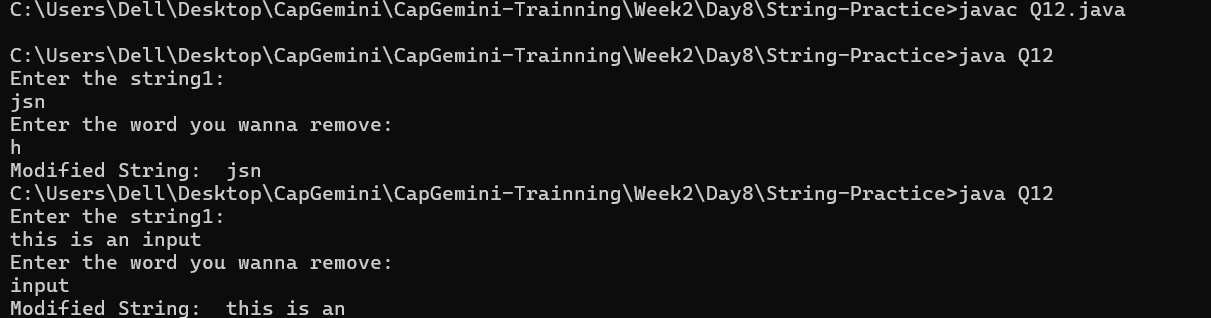 C:\Users\Dell\Desktop\CapGemini\CapGemini-Trainning\Week2\Day8\String-Practice>javac Q12.java
C:\Users\Dell\Desktop\CapGemini\CapGemini-Trainning\Week2\Day8\String-Practice>java Q12
Enter the string1:
jsn
Enter the word you wanna remove:
h
Modified String:  jsn
C:\Users\Dell\Desktop\CapGemini\CapGemini-Trainning\Week2\Day8\String-Practice>java Q12
Enter the string1:
this is an input
Enter the word you wanna remove:
input
Modified String:  this is an